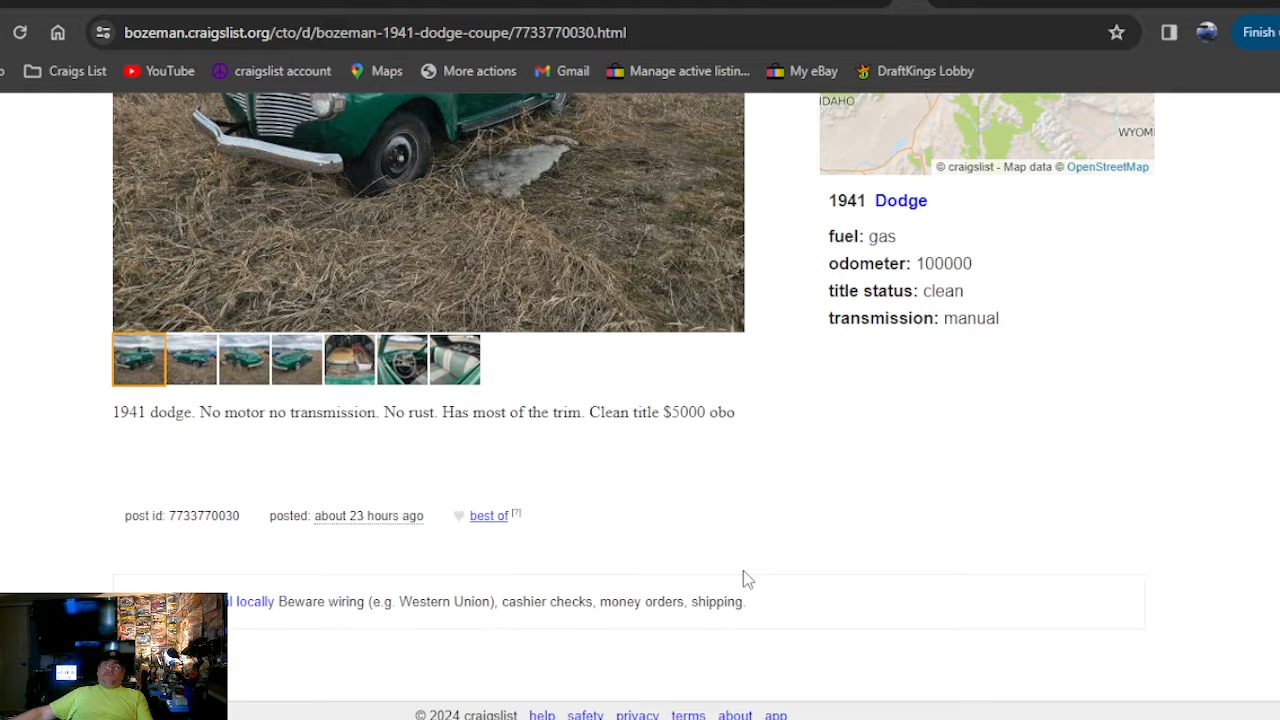 bozeman.craigslist.org/cto/d/bozeman-1941-dodge-coupe/7733770030.html
Finish
Craigs List
YouTube
craigslist account
Maps
More actions
Gmail
Manage active listin...
My eBay
DraftKings Lobby
IDAHO
WYOM
© craigslist - Map data © OpenStreetMap
1941 Dodge
fuel: gas
odometer: 100000
title status: clean
transmission: manual
1941 dodge. No motor no transmission. No rust. Has most of the trim. Clean title $5000 obo
post id: 7733770030 posted: about 23 hours ago best of [?]
locally Beware wiring (e.g. Western Union), cashier checks, money orders, shipping.
© 2024 craigslist help safety privacy terms about app